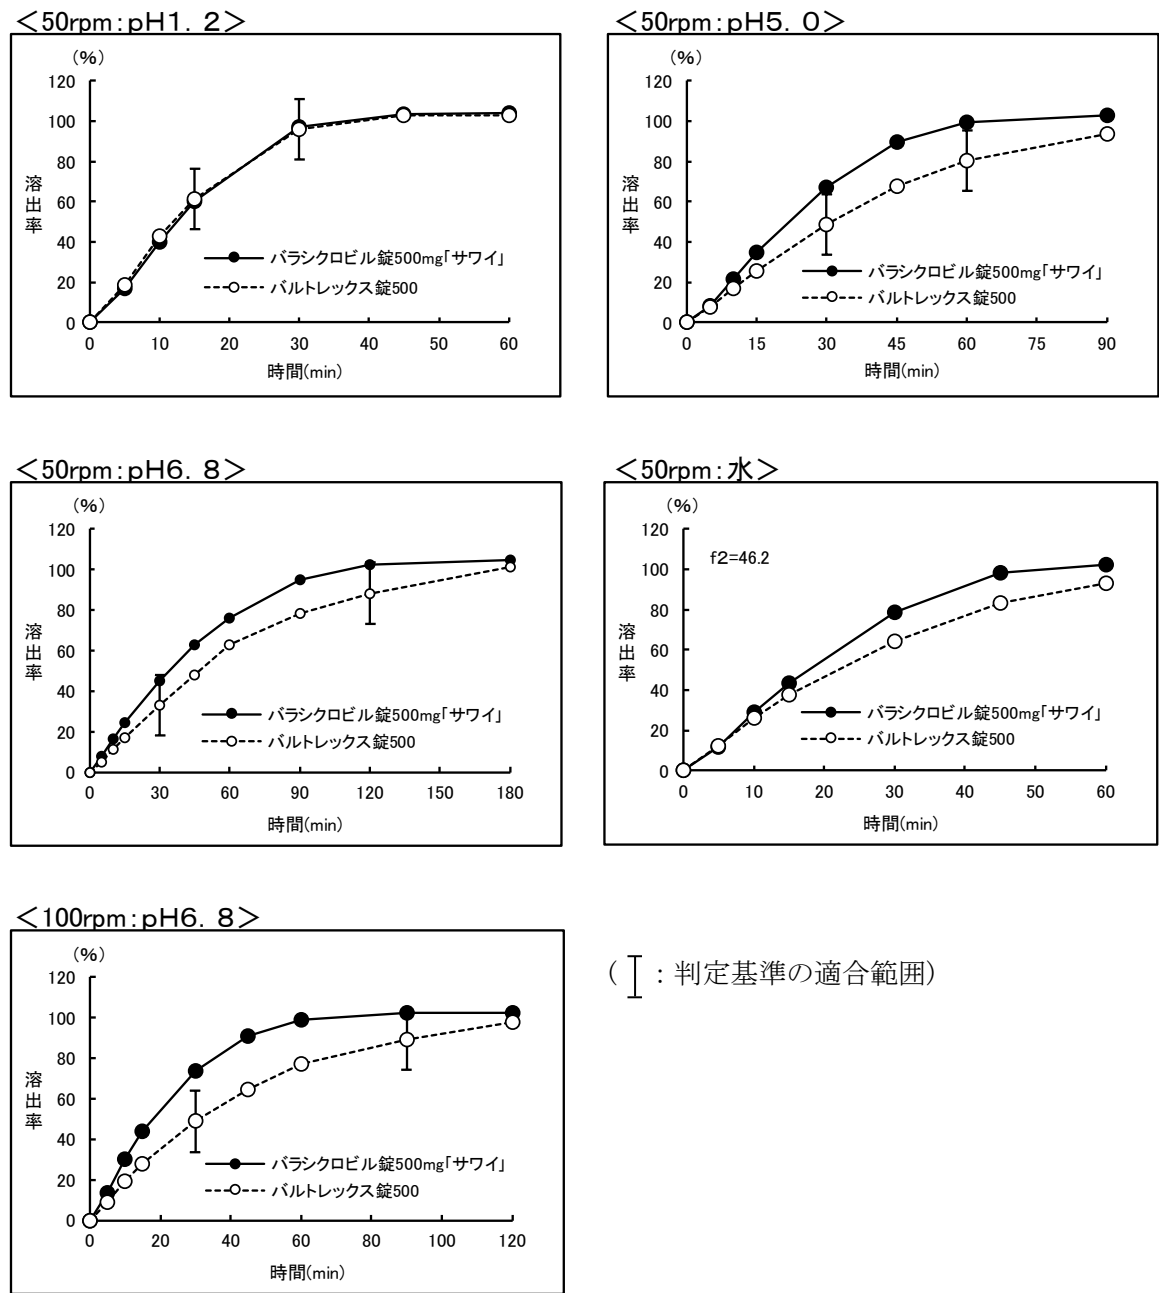 ＜50rpm：pH1．2＞
(%)
120
100
80
60
40
20
0
溶出率
0 10 20 30 40 50 60
時間(min)
バラシクロビル錠500mg「サワイ」
バルトレックス錠500
＜50rpm：pH5．0＞
(%)
120
100
80
60
40
20
0
溶出率
0 15 30 45 60 75 90
時間(min)
バラシクロビル錠500mg「サワイ」
バルトレックス錠500
＜50rpm：pH6．8＞
(%)
120
100
80
60
40
20
0
溶出率
0 30 60 90 120 150 180
時間(min)
バラシクロビル錠500mg「サワイ」
バルトレックス錠500
＜50rpm：水＞
(%)
120
100
80
60
40
20
0
f2=46.2
溶出率
0 10 20 30 40 50 60
時間(min)
バラシクロビル錠500mg「サワイ」
バルトレックス錠500
＜100rpm：pH6．8＞
(%)
120
100
80
60
40
20
0
溶出率
0 20 40 60 80 100 120
時間(min)
バラシクロビル錠500mg「サワイ」
バルトレックス錠500
（ ：判定基準の適合範囲）